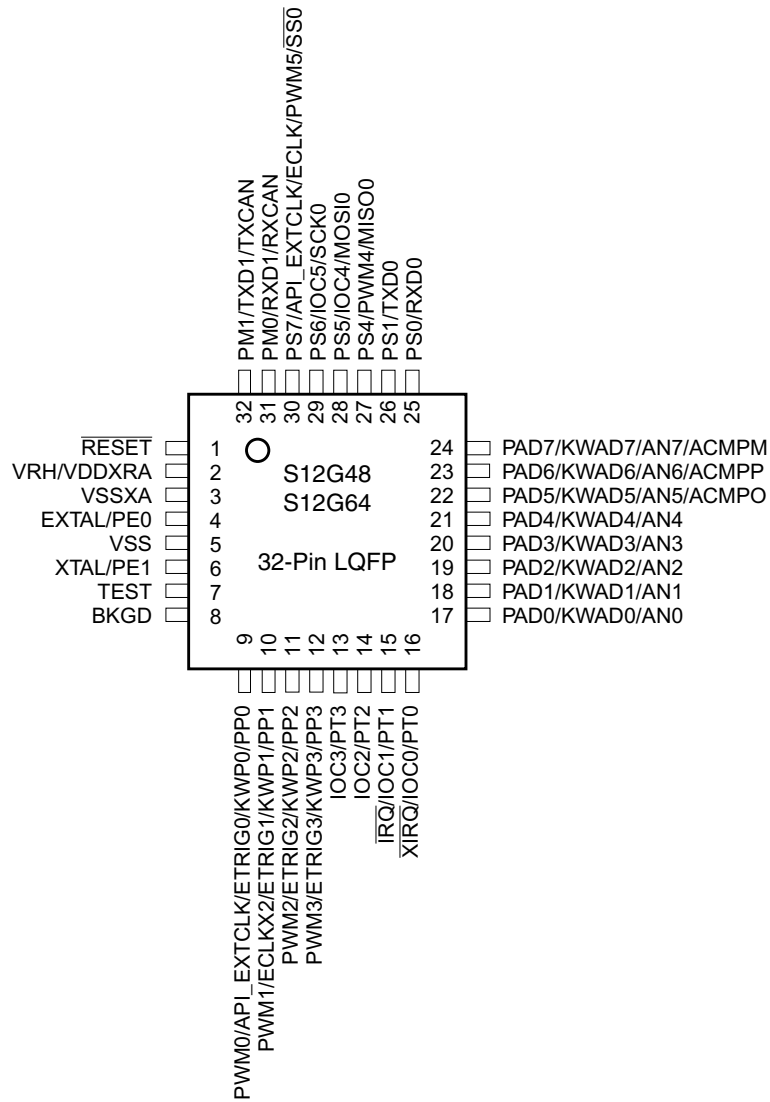 PM1/TXD1/TXCAN
PM0/RXD1/RXCAN
PS7/API_EXTCLK/ECLK/PWM5/S̅S̅0̅
PS6/IOC5/SCK0
PS5/IOC4/MOSI0
PS4/PWM4/MISO0
PS1/TXD0
PS0/RXD0
32
31
30
29
28
27
26
25
R̅E̅S̅E̅T̅ 1
VRH/VDDXRA 2
VSSXA 3
EXTAL/PE0 4
VSS 5
XTAL/PE1 6
TEST 7
BKGD 8
S12G48
S12G64
32-Pin LQFP
24 PAD7/KWAD7/AN7/ACMPM
23 PAD6/KWAD6/AN6/ACMPP
22 PAD5/KWAD5/AN5/ACMPO
21 PAD4/KWAD4/AN4
20 PAD3/KWAD3/AN3
19 PAD2/KWAD2/AN2
18 PAD1/KWAD1/AN1
17 PAD0/KWAD0/AN0
9
10
11
12
13
14
15
16
PWM0/API_EXTCLK/ETRIG0/KWP0/PP0
PWM1/ECLKX2/ETRIG1/KWP1/PP1
PWM2/ETRIG2/KWP2/PP2
PWM3/ETRIG3/KWP3/PP3
IOC3/PT3
IOC2/PT2
I̅R̅Q̅/IOC1/PT1
X̅I̅R̅Q̅/IOC0/PT0